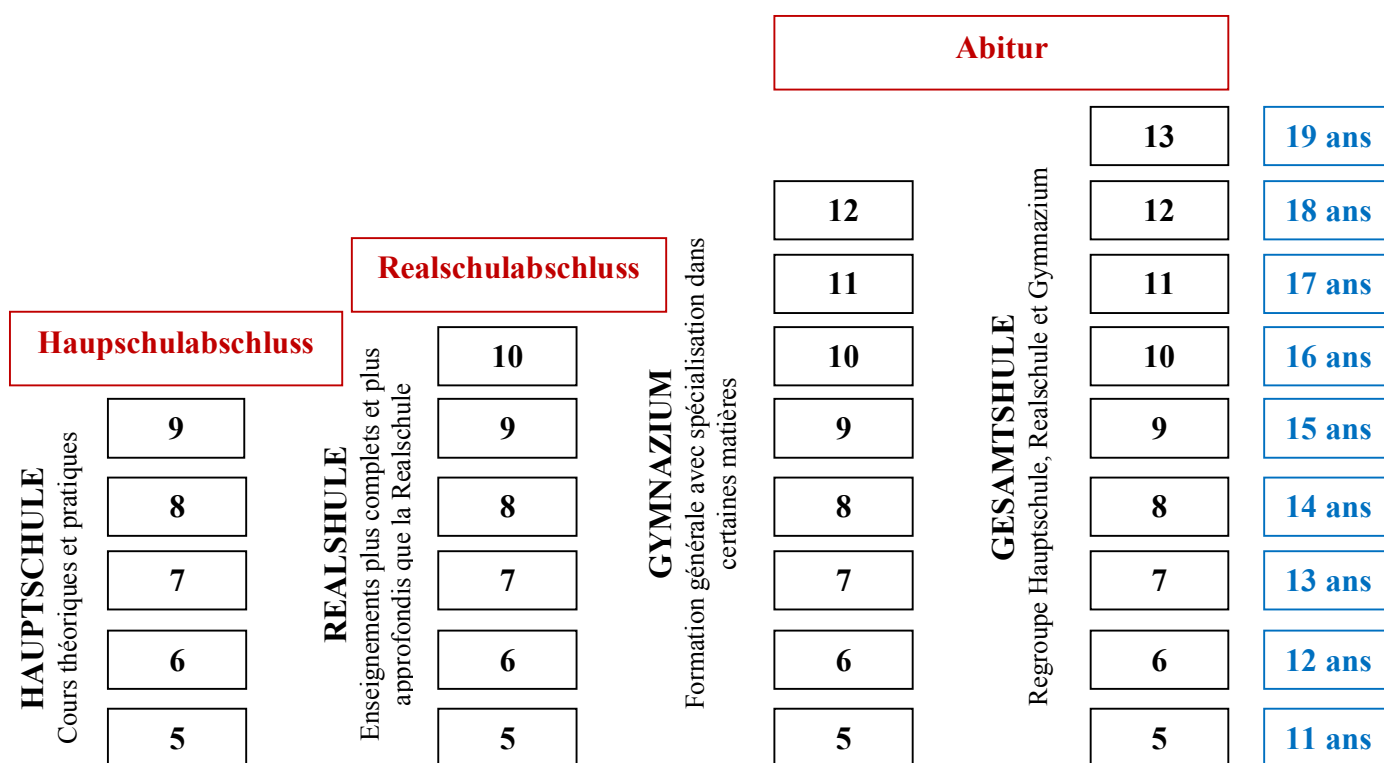 Abitur
13
19 ans
12
12
18 ans
Realschulabschluss
11
11
17 ans
Haupschulabschluss
10
10
10
16 ans
9
9
9
9
15 ans
8
8
8
8
14 ans
7
7
7
7
13 ans
6
6
6
6
12 ans
5
5
5
5
11 ans
HAUPTSCHULE
Cours théoriques et pratiques
REALSHULE
Enseignements plus complets et plus
approfondis que la Realschule
GYMNAZIUM
Formation générale avec spécialisation dans
certaines matières
GESAMTSHULE
Regroupe Hauptschule, Realschule et Gymnazium